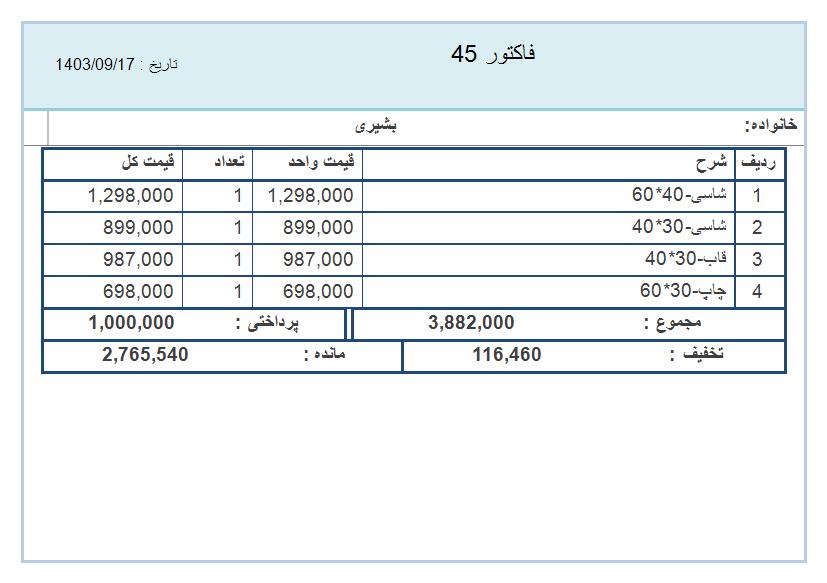 فاکتور 45
تاریخ : 1403/09/17
خانواده: بشیری
ردیف شرح قیمت واحد تعداد قیمت کل
1 شاسی-40*60 1,298,000 1 1,298,000
2 شاسی-30*40 899,000 1 899,000
3 قاب-30*40 987,000 1 987,000
4 چاپ-30*60 698,000 1 698,000
مجموع : 3,882,000 پرداختی : 1,000,000
تخفیف : 116,460 مانده : 2,765,540